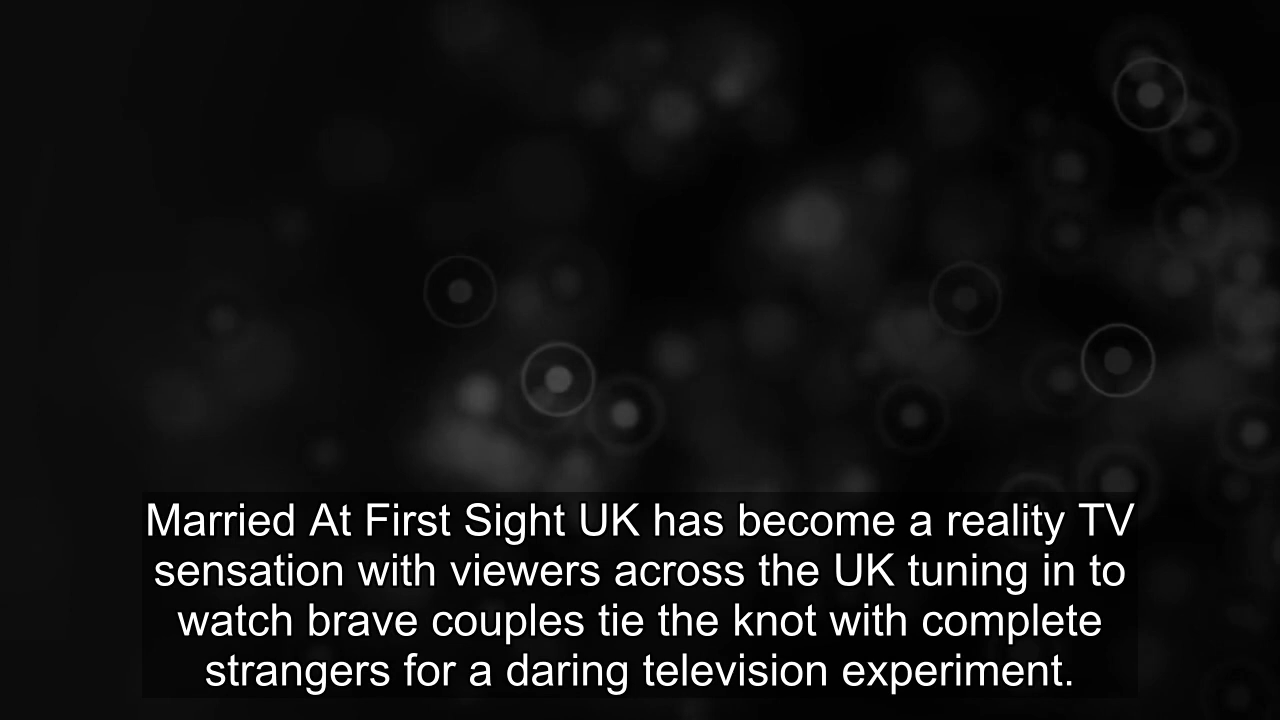 Married At First Sight UK has become a reality TV
sensation with viewers across the UK tuning in to
watch brave couples tie the knot with complete
strangers for a daring television experiment.